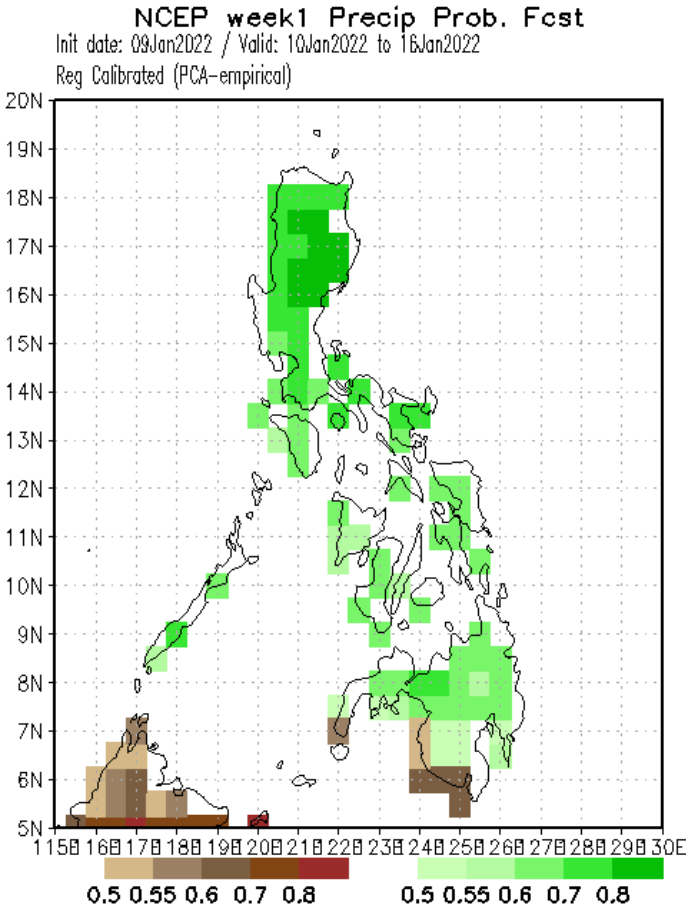 NCEP week1 Precip Prob. Fcst
Init date: 09Jan2022 / Valid: 10Jan2022 to 16Jan2022
Reg Calibrated (PCA-empirical)
20N
19N
18N
17N
16N
15N
14N
13N
12N
11N
10N
9N
8N
7N
6N
5N
115E 116E 117E 118E 119E 120E 121E 122E 123E 124E 125E 126E 127E 128E 129E 130E
0.5 0.55 0.6 0.7 0.8 0.5 0.55 0.6 0.7 0.8